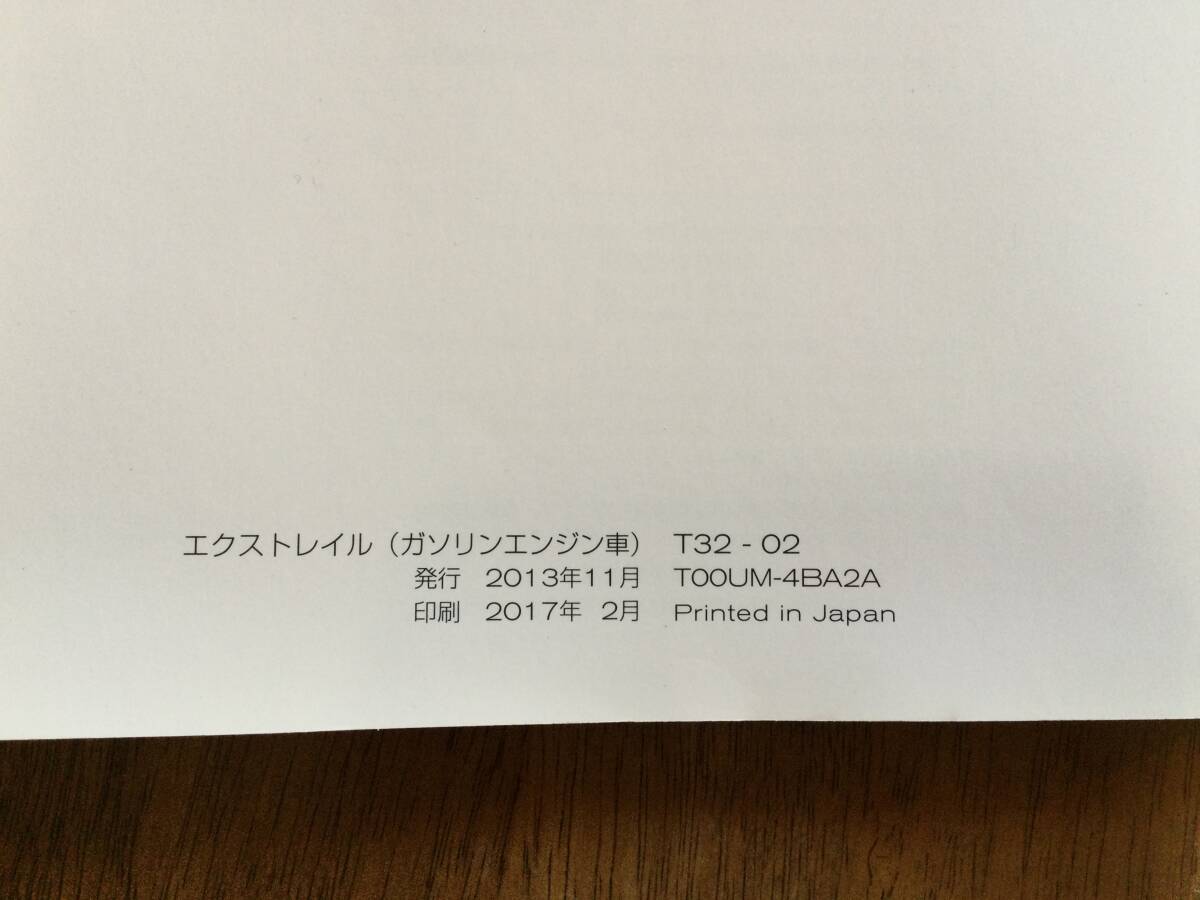 エクストレイル（ガソリンエンジン車） T32 - 02
発行 2013年11月 T00UM-4BA2A
印刷 2017年 2月 Printed in Japan